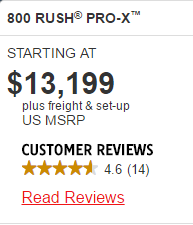 800 RUSH® PRO-X™
STARTING AT
$13,199
plus freight & set-up
US MSRP
CUSTOMER REVIEWS
4.6 (14)
Read Reviews